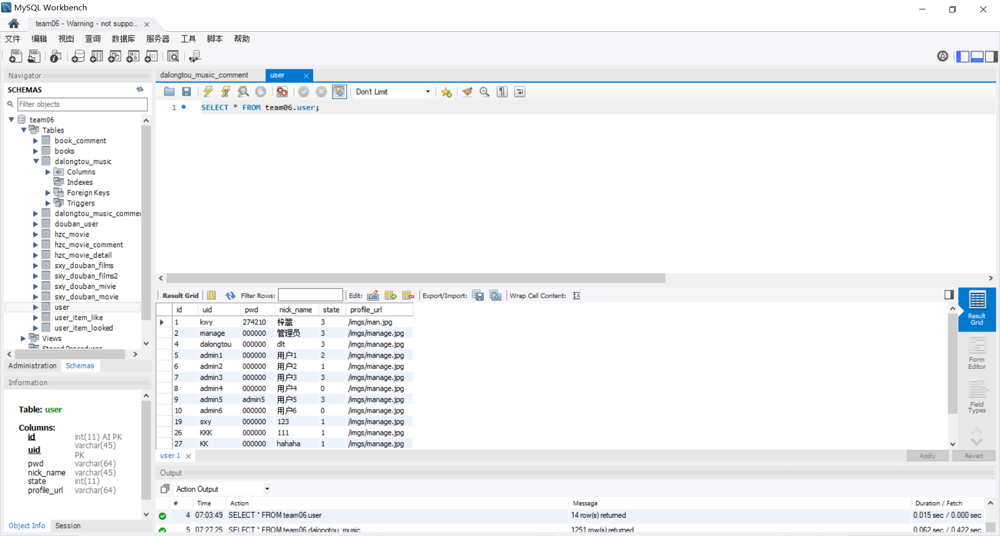 MySQL Workbench
team06 - Warning - not suppo...
文件 编辑 视图 查询 数据库 服务器 工具 脚本 帮助
Navigator
SCHEMAS
Filter objects
team06
Tables
book_comment
books
dalongtou_music
Columns
Indexes
Foreign Keys
Triggers
dalongtou_music_commen
douban_user
hzc_movie
hzc_movie_comment
hzc_movie_detail
sxy_douban_films
sxy_douban_films2
sxy_douban_mivie
sxy_douban_movie
user
user_item_like
user_item_looked
Views
Stored Procedures
Administration Schemas
Information
Table: user
Columns:
id int(11) AI PK
uid varchar(45)
PK
pwd varchar(64)
nick_name varchar(45)
state int(11)
profile_url varchar(64)
Object Info Session
dalongtou_music_comment user
Don't Limit
1 SELECT * FROM team06.user;
Result Grid Filter Rows: Edit: Export/Import: Wrap Cell Content:
id uid pwd nick_name state profile_url
1 kwy 274210 梓簋 3 /imgs/man.jpg
2 manage 000000 管理员 3 /imgs/manage.jpg
4 dalongtou 000000 dlt 3 /imgs/manage.jpg
5 admin1 000000 用户1 2 /imgs/manage.jpg
6 admin2 000000 用户2 1 /imgs/manage.jpg
7 admin3 000000 用户3 3 /imgs/manage.jpg
8 admin4 000000 用户4 0 /imgs/manage.jpg
9 admin5 admin5 用户5 3 /imgs/manage.jpg
10 admin6 000000 用户6 0 /imgs/manage.jpg
19 sxy 000000 123 1 /imgs/manage.jpg
26 KKK 000000 111 1 /imgs/manage.jpg
27 KK 000000 hahaha 1 /imgs/manage.jpg
Result
Grid
Form
Editor
Field
Types
user 1
Apply Revert
Output
Action Output
# Time Action Message Duration / Fetch
4 07:03:49 SELECT * FROM team06.user 14 row(s) returned 0.015 sec / 0.000 sec
5 07:27:25 SELECT * FROM team06.dalongtou_music 1251 row(s) returned 0.062 sec / 0.422 sec